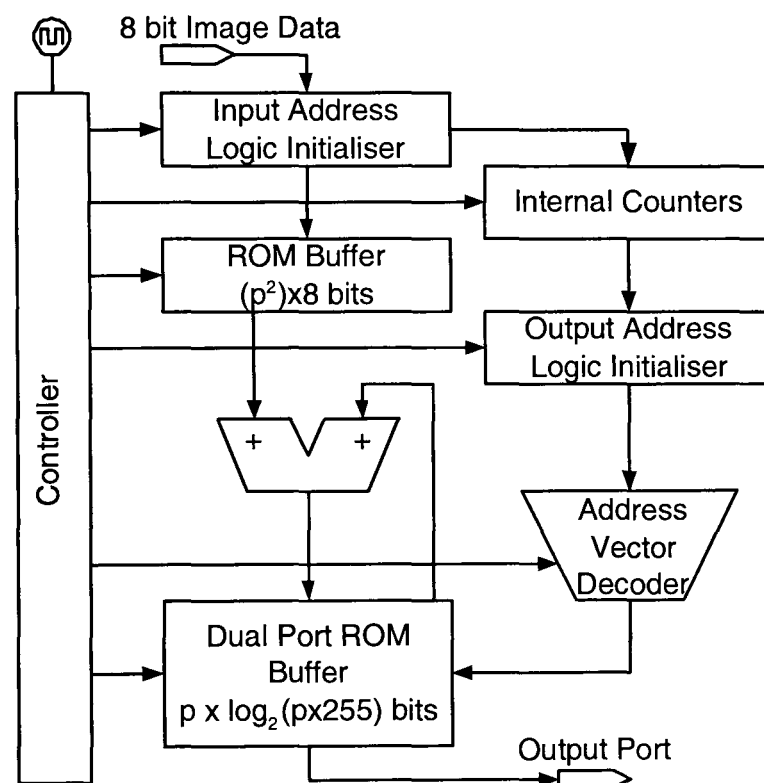 8 bit Image Data
Input Address
Logic Initialiser
Internal Counters
ROM Buffer
(p²)x8 bits
Output Address
Logic Initialiser
Controller
+ +
Address
Vector
Decoder
Dual Port ROM
Buffer
p x log₂(px255) bits
Output Port